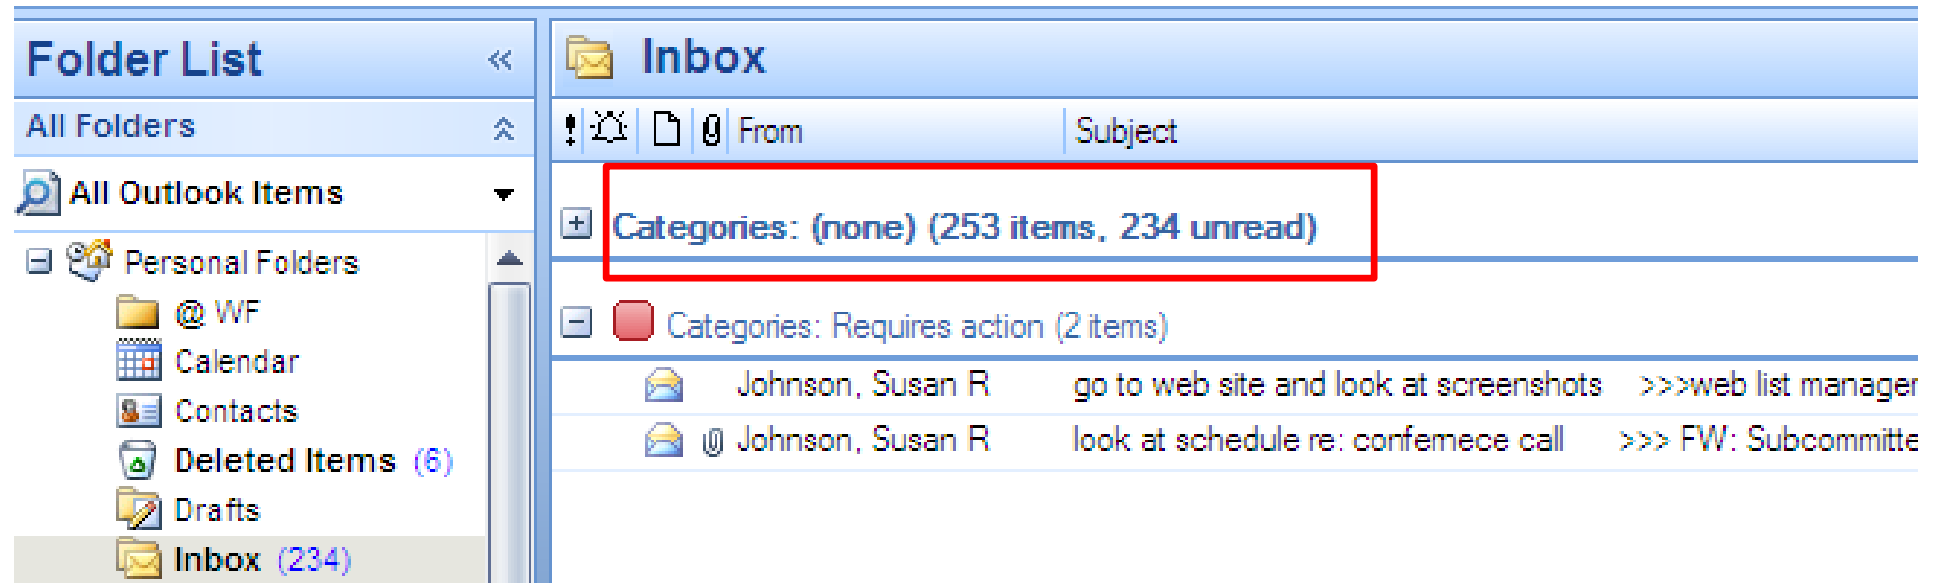 Folder List
All Folders
All Outlook Items
Personal Folders
@ WF
Calendar
Contacts
Deleted Items (6)
Drafts
Inbox (234)
Inbox
From Subject
Categories: (none) (253 items, 234 unread)
Categories: Requires action (2 items)
Johnson, Susan R go to web site and look at screenshots >>>web list manager
Johnson, Susan R look at schedule re: confernece call >>> FW: Subcommitte